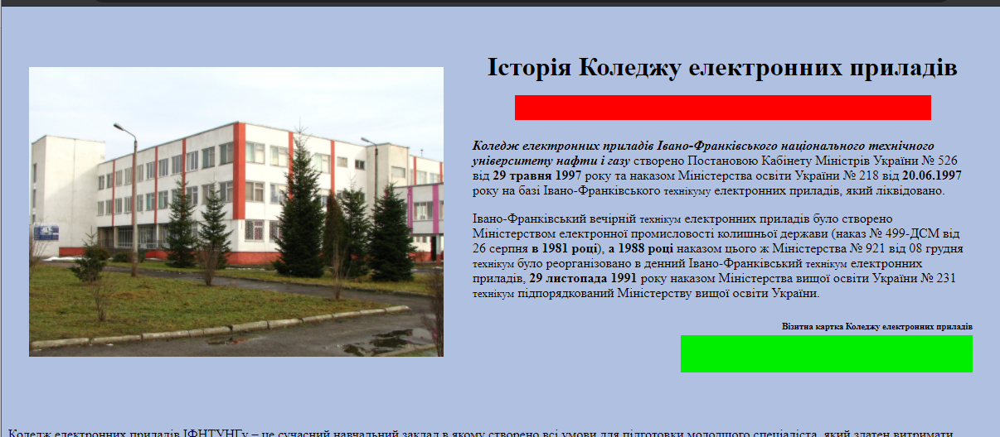 Історія Коледжу електронних приладів
Коледж електронних приладів Івано-Франківського національного технічного
університету нафти і газу створено Постановою Кабінету Міністрів України № 526
від 29 травня 1997 року та наказом Міністерства освіти України № 218 від 20.06.1997
року на базі Івано-Франківського технікуму електронних приладів, який ліквідовано.
Івано-Франківський вечірній технікум електронних приладів було створено
Міністерством електронної промисловості колишньої держави (наказ № 499-ДСМ від
26 серпня в 1981 році), а 1988 році наказом цього ж Міністерства № 921 від 08 грудня
технікум було реорганізовано в денний Івано-Франківський технікум електронних
приладів, 29 листопада 1991 року наказом Міністерства вищої освіти України № 231
технікум підпорядкований Міністерству вищої освіти України.
Візитна картка Коледжу електронних приладів
Коледж електронних приладів ІФНТУНГу – це сучасний навчальний заклад в якому створено всі умови для підготовки молодшого спеціаліста, який здатен витримати